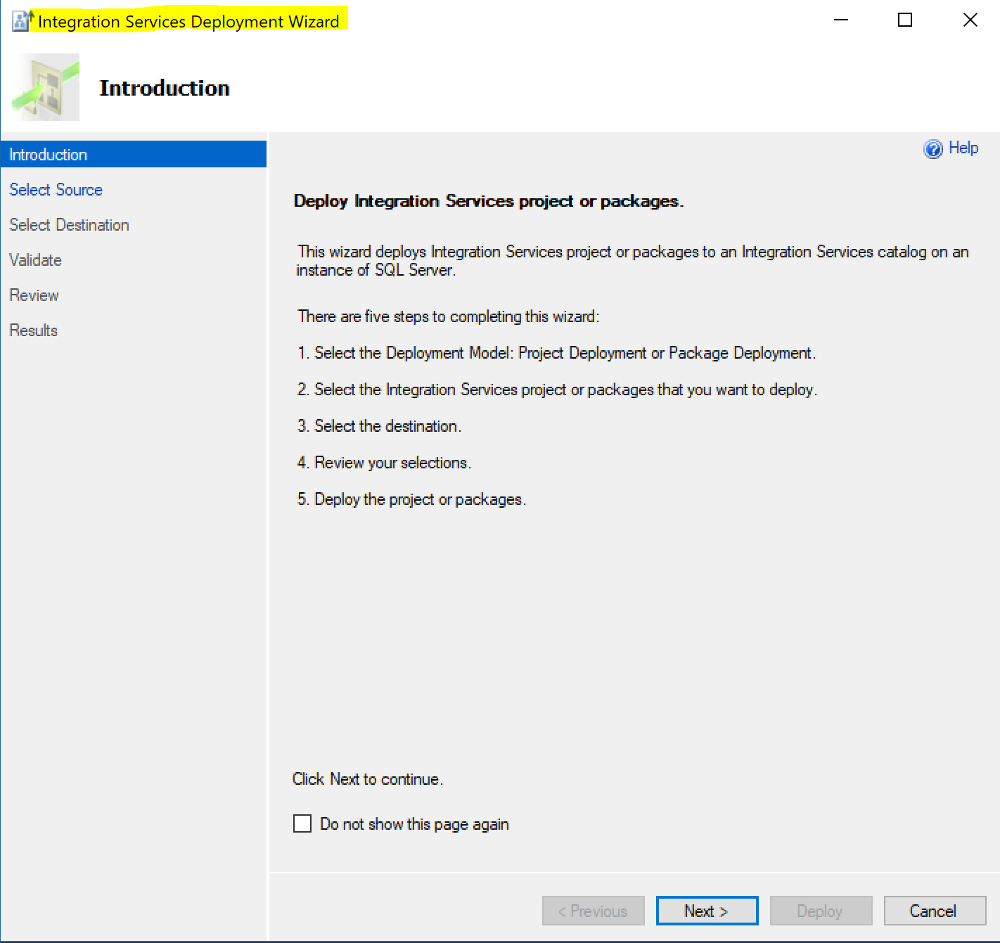 Integration Services Deployment Wizard
Introduction
Introduction
Select Source
Select Destination
Validate
Review
Results
Help
Deploy Integration Services project or packages.
This wizard deploys Integration Services project or packages to an Integration Services catalog on an
instance of SQL Server.
There are five steps to completing this wizard:
1. Select the Deployment Model: Project Deployment or Package Deployment.
2. Select the Integration Services project or packages that you want to deploy.
3. Select the destination.
4. Review your selections.
5. Deploy the project or packages.
Click Next to continue.
Do not show this page again
< Previous
Next >
Deploy
Cancel